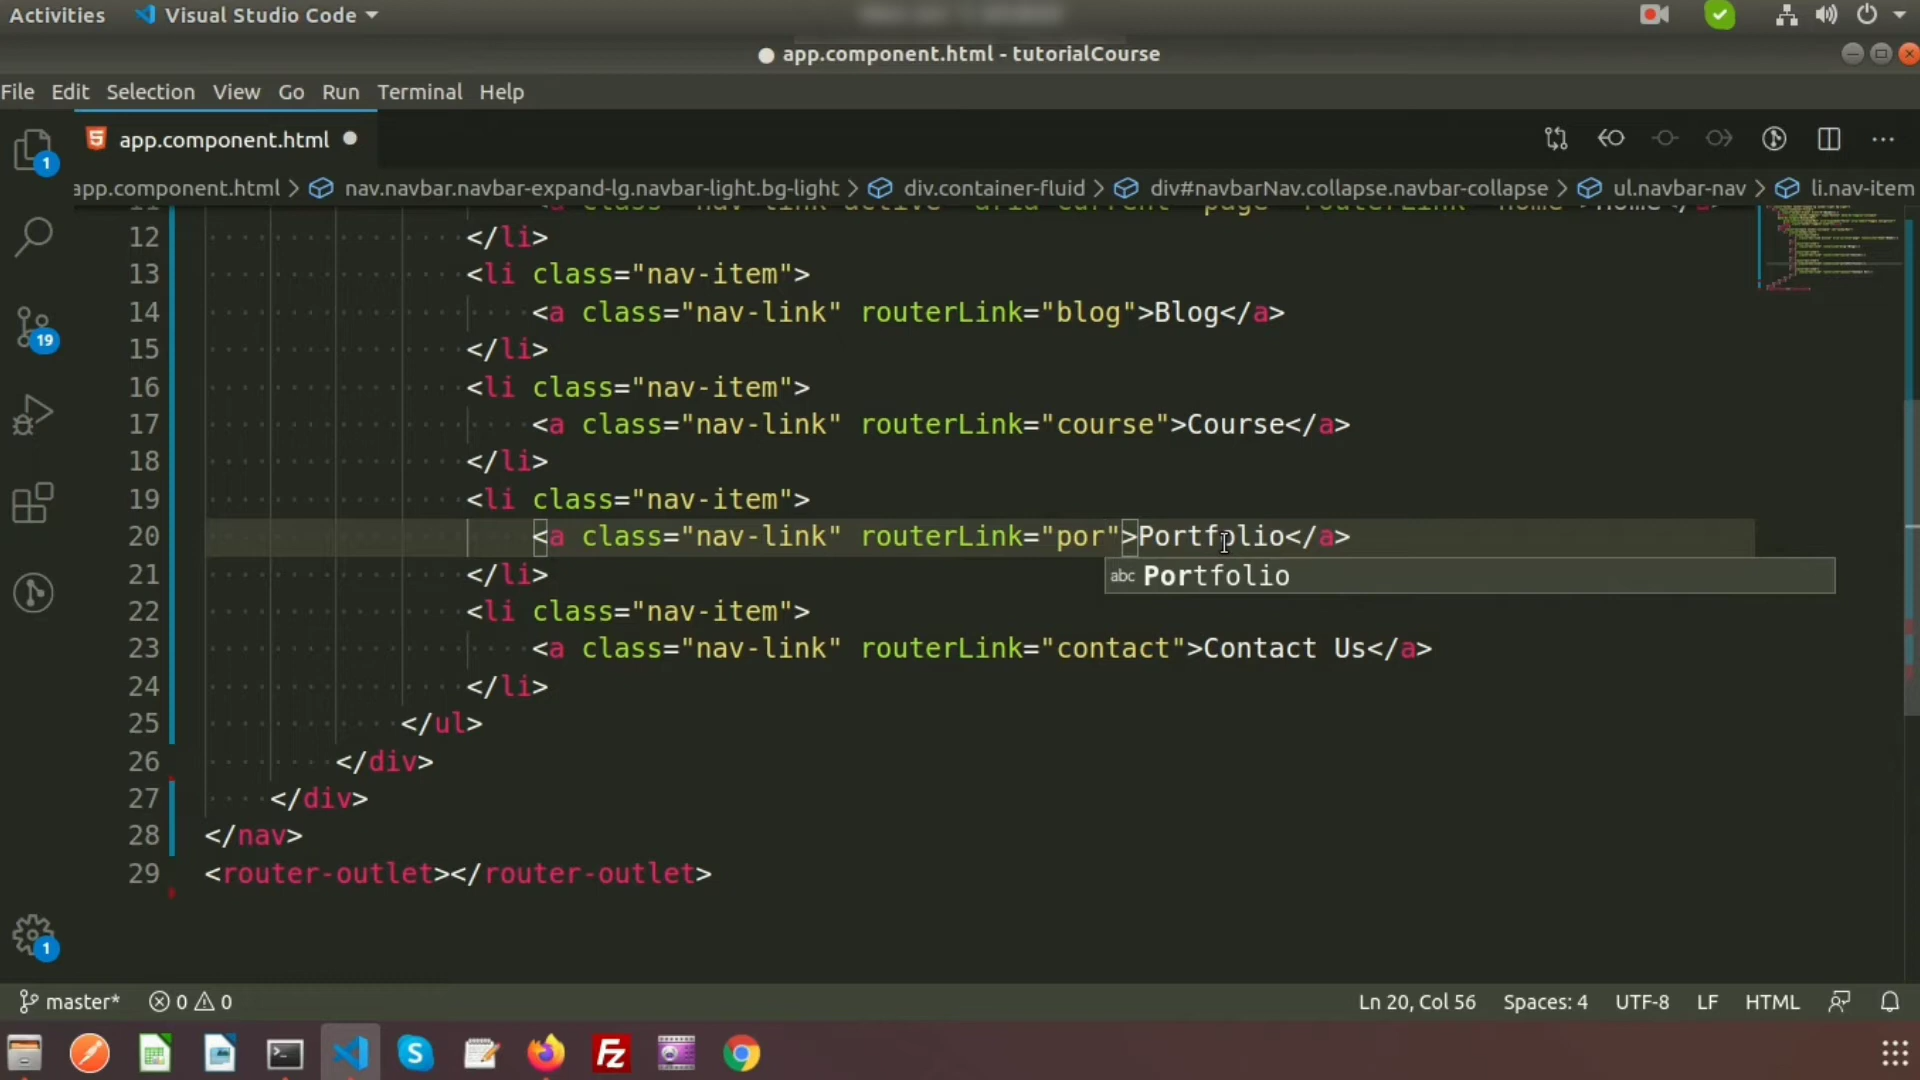 Activities
Visual Studio Code
app.component.html - tutorialCourse
File Edit Selection View Go Run Terminal Help
app.component.html
app.component.html > nav.navbar.navbar-expand-lg.navbar-light.bg-light > div.container-fluid > div#navbarNav.collapse.navbar-collapse > ul.navbar-nav > li.nav-item
12 </li>
13 <li class="nav-item">
14 <a class="nav-link" routerLink="blog">Blog</a>
15 </li>
16 <li class="nav-item">
17 <a class="nav-link" routerLink="course">Course</a>
18 </li>
19 <li class="nav-item">
20 <a class="nav-link" routerLink="por">Portfolio</a>
abc Portfolio
21 </li>
22 <li class="nav-item">
23 <a class="nav-link" routerLink="contact">Contact Us</a>
24 </li>
25 </ul>
26 </div>
27 </div>
28 </nav>
29 <router-outlet></router-outlet>
1
19
1
master* 0 0 Ln 20, Col 56 Spaces: 4 UTF-8 LF HTML